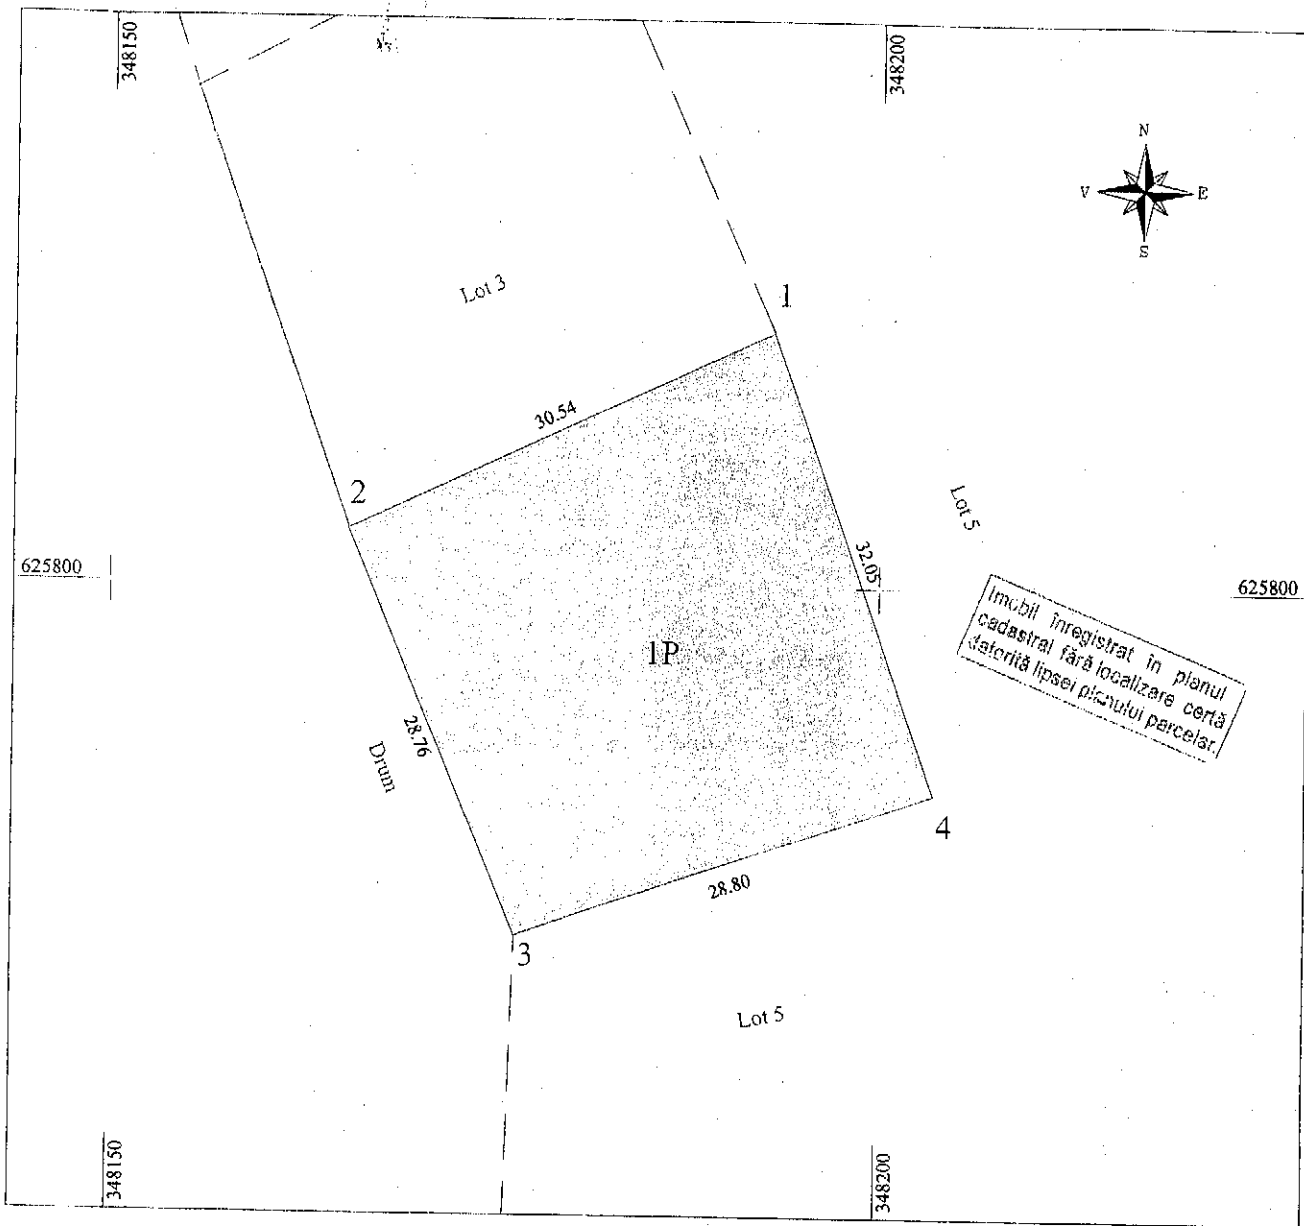 348150
348200
N
V E
S
Lot 3
1
30.54
2
Lot 5
32.05
625800
625800
Imobil înregistrat în planul
cadastral fără localizare certă
datorită lipsei planului parcelar.
1P
28.76
Drum
4
28.80
3
Lot 5
348150
348200